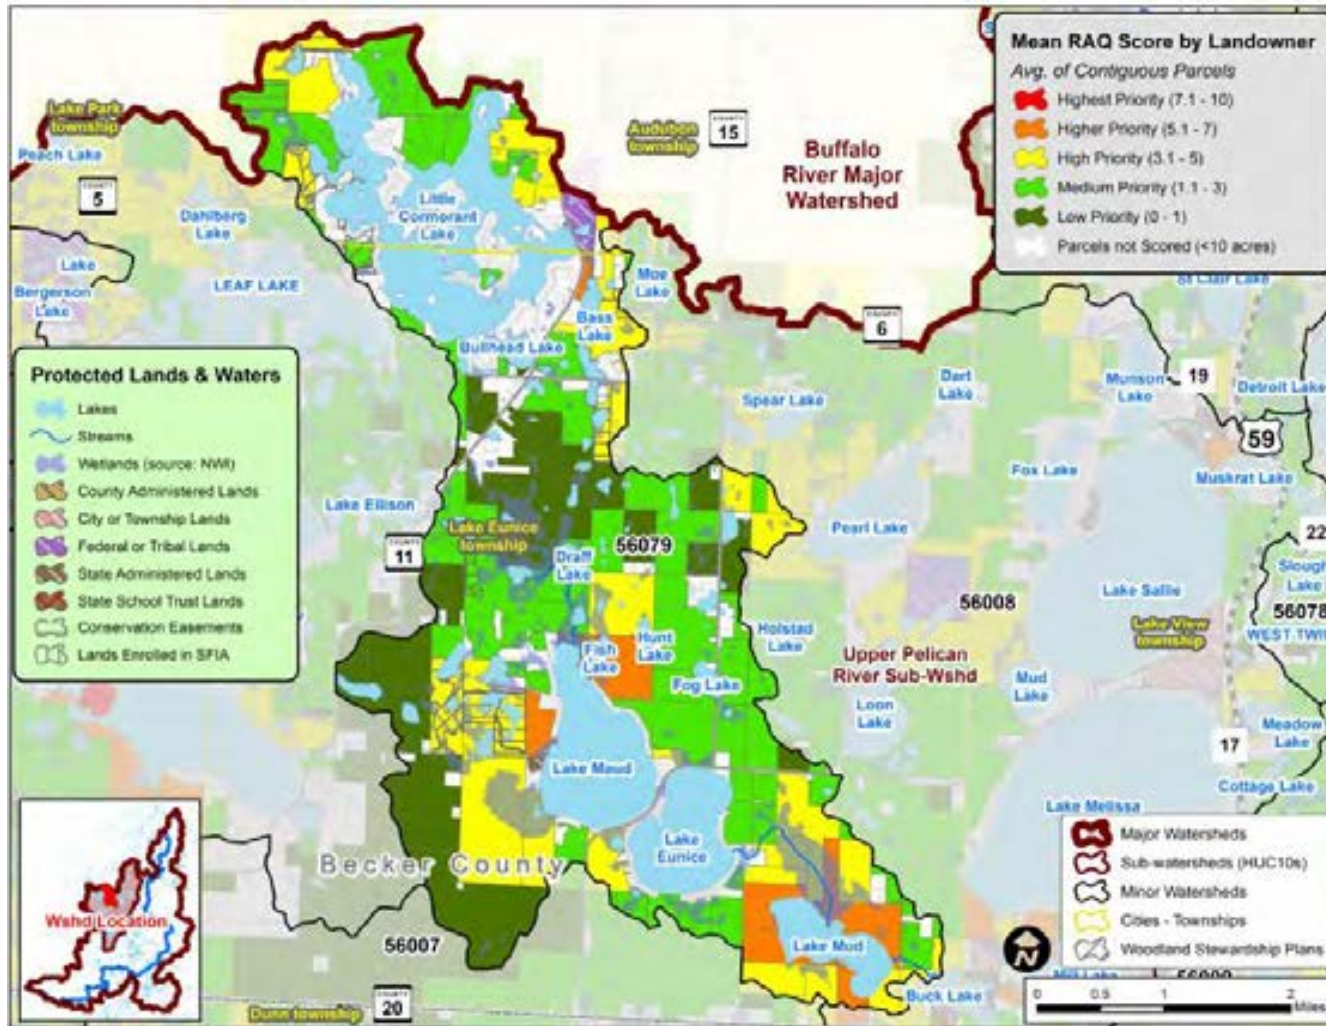 Mean RAQ Score by Landowner
Avg. of Contiguous Parcels
Highest Priority (7.1 - 10)
Higher Priority (5.1 - 7)
High Priority (3.1 - 5)
Medium Priority (1.1 - 3)
Low Priority (0 - 1)
Parcels not Scored (<10 acres)
Lake Park
township
Peach Lake
COUNTY
5
Audubon
township
COUNTY
15
Buffalo
River Major
Watershed
Dahlberg
Lake
Little
Cormorant
Lake
Lake
Bergerson
Lake
LEAF LAKE
Moe
Lake
St Clair Lake
Bass
Lake
COUNTY
6
Bullhead Lake
Protected Lands & Waters
Lakes
Streams
Wetlands (source: NWI)
County Administered Lands
City or Township Lands
Federal or Tribal Lands
State Administered Lands
State School Trust Lands
Conservation Easements
Lands Enrolled in SFIA
Spear Lake
Dart
Lake
Munson
Lake
19
Detroit Lake
59
Fox Lake
Muskrat Lake
Lake Ellison
Lake Eunice
township
Pearl Lake
COUNTY
11
56079
22
Draff
Lake
Slough
Lake
56008
Lake Sallie
56078
Lake View
township
WEST TWI
Holstad
Lake
Hunt
Lake
Fish
Lake
Upper Pelican
River Sub-Wshd
Fog Lake
Mud
Lake
Loon
Lake
Meadow
Lake
17
Lake Maud
Cottage Lake
Lake Melissa
Lake
Eunice
Becker County
Major Watersheds
Sub-watersheds (HUC10s)
Minor Watersheds
Cities - Townships
Woodland Stewardship Plans
Wshd Location
56007
Lake Mud
N
Buck Lake
COUNTY
20
Dunn township
0 0.5 1 2
Miles